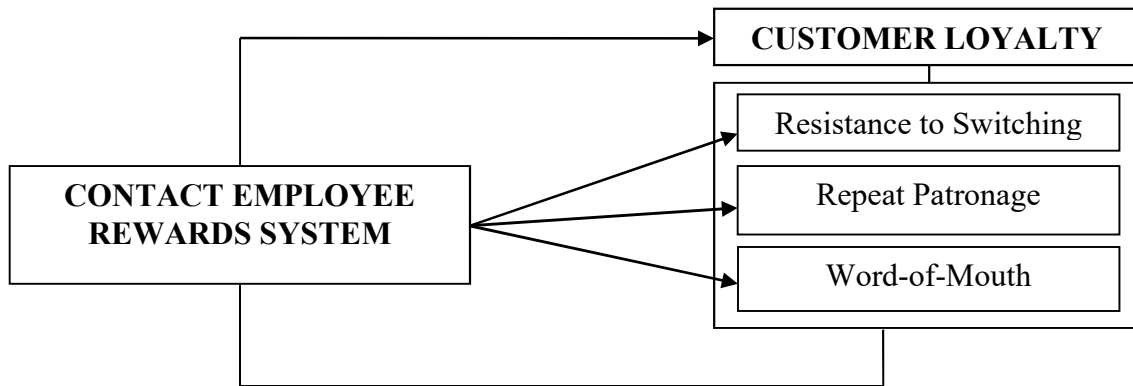 CUSTOMER LOYALTY
Resistance to Switching
CONTACT EMPLOYEE
REWARDS SYSTEM
Repeat Patronage
Word-of-Mouth